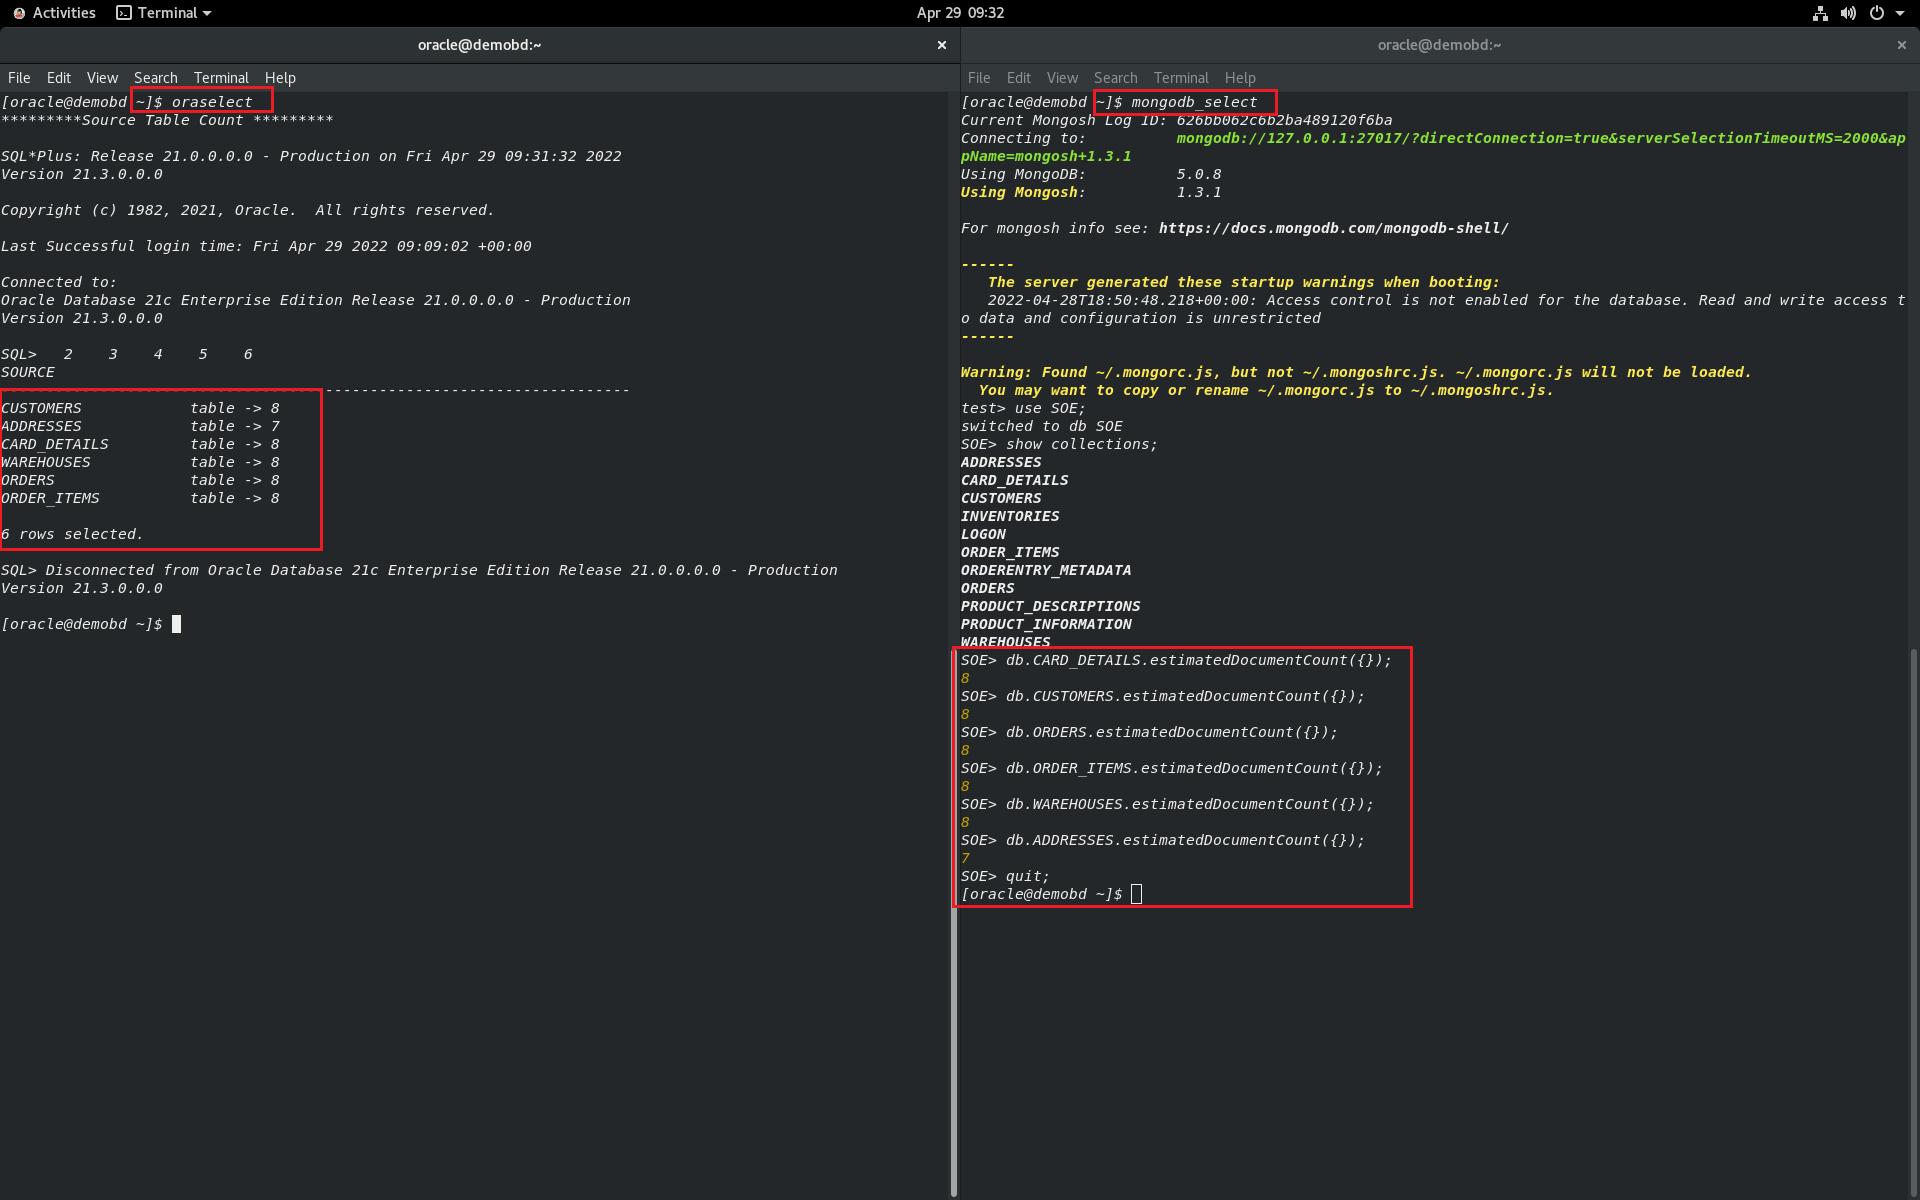 Activities Terminal Apr 29 09:32
oracle@demobd:~
File Edit View Search Terminal Help
[oracle@demobd ~]$ oraselect
*********Source Table Count *********
SQL*Plus: Release 21.0.0.0.0 - Production on Fri Apr 29 09:31:32 2022
Version 21.3.0.0.0
Copyright (c) 1982, 2021, Oracle.  All rights reserved.
Last Successful login time: Fri Apr 29 2022 09:09:02 +00:00
Connected to:
Oracle Database 21c Enterprise Edition Release 21.0.0.0.0 - Production
Version 21.3.0.0.0
SQL>   2    3    4    5    6
SOURCE
----------------------------------------------------------------------
CUSTOMERS            table -> 8
ADDRESSES            table -> 7
CARD_DETAILS         table -> 8
WAREHOUSES           table -> 8
ORDERS               table -> 8
ORDER_ITEMS          table -> 8
6 rows selected.
SQL> Disconnected from Oracle Database 21c Enterprise Edition Release 21.0.0.0.0 - Production
Version 21.3.0.0.0
[oracle@demobd ~]$
oracle@demobd:~
File Edit View Search Terminal Help
[oracle@demobd ~]$ mongodb_select
Current Mongosh Log ID: 626bb062c6b2ba489120f6ba
Connecting to:          mongodb://127.0.0.1:27017/?directConnection=true&serverSelectionTimeoutMS=2000&ap
pName=mongosh+1.3.1
Using MongoDB:          5.0.8
Using Mongosh:          1.3.1
For mongosh info see: https://docs.mongodb.com/mongodb-shell/
------
   The server generated these startup warnings when booting:
   2022-04-28T18:50:48.218+00:00: Access control is not enabled for the database. Read and write access t
o data and configuration is unrestricted
------
Warning: Found ~/.mongorc.js, but not ~/.mongoshrc.js. ~/.mongorc.js will not be loaded.
  You may want to copy or rename ~/.mongorc.js to ~/.mongoshrc.js.
test> use SOE;
switched to db SOE
SOE> show collections;
ADDRESSES
CARD_DETAILS
CUSTOMERS
INVENTORIES
LOGON
ORDER_ITEMS
ORDERENTRY_METADATA
ORDERS
PRODUCT_DESCRIPTIONS
PRODUCT_INFORMATION
WAREHOUSES
SOE> db.CARD_DETAILS.estimatedDocumentCount({});
8
SOE> db.CUSTOMERS.estimatedDocumentCount({});
8
SOE> db.ORDERS.estimatedDocumentCount({});
8
SOE> db.ORDER_ITEMS.estimatedDocumentCount({});
8
SOE> db.WAREHOUSES.estimatedDocumentCount({});
8
SOE> db.ADDRESSES.estimatedDocumentCount({});
7
SOE> quit;
[oracle@demobd ~]$